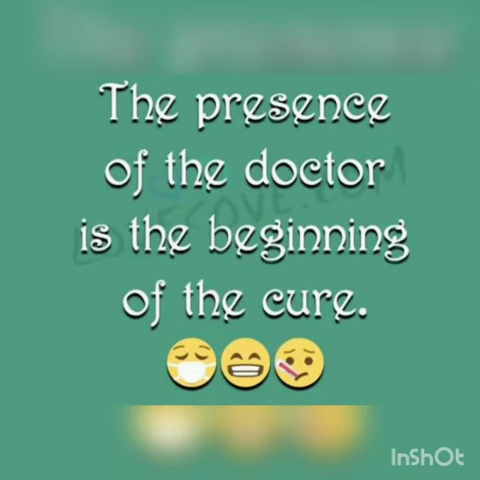 The presence
of the doctor
is the beginning
of the cure.
InShOt